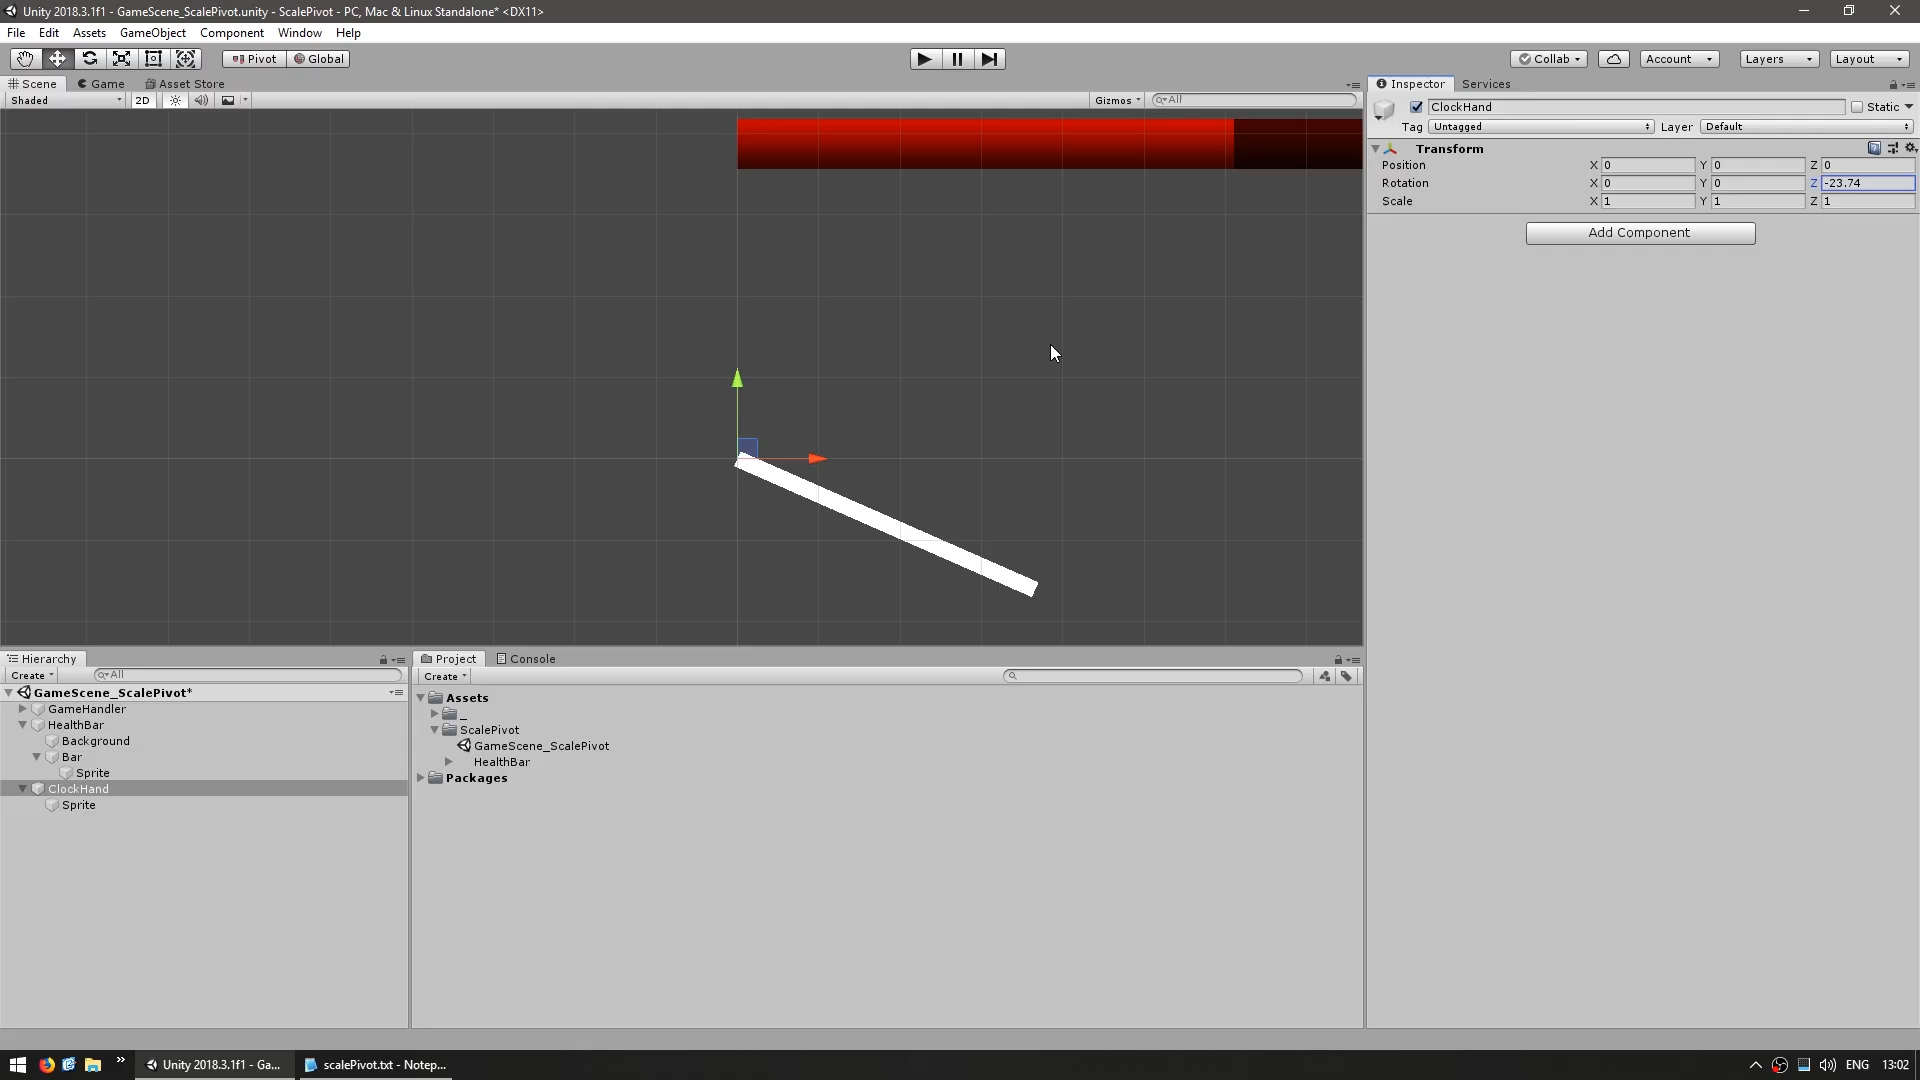 Unity 2018.3.1f1 - GameScene_ScalePivot.unity - ScalePivot - PC, Mac & Linux Standalone* <DX11>
File Edit Assets GameObject Component Window Help
Pivot Global Collab Account Layers Layout
Scene Game Asset Store
Shaded 2D Gizmos All
Inspector Services
ClockHand Static
Tag Untagged Layer Default
Transform
Position X 0 Y 0 Z 0
Rotation X 0 Y 0 Z -23.74
Scale X 1 Y 1 Z 1
Add Component
Hierarchy
Create All
GameScene_ScalePivot*
GameHandler
HealthBar
Background
Bar
Sprite
ClockHand
Sprite
Project Console
Create
Assets
_
ScalePivot
GameScene_ScalePivot
HealthBar
Packages
Unity 2018.3.1f1 - Ga... scalePivot.txt - Notep... ENG 13:02